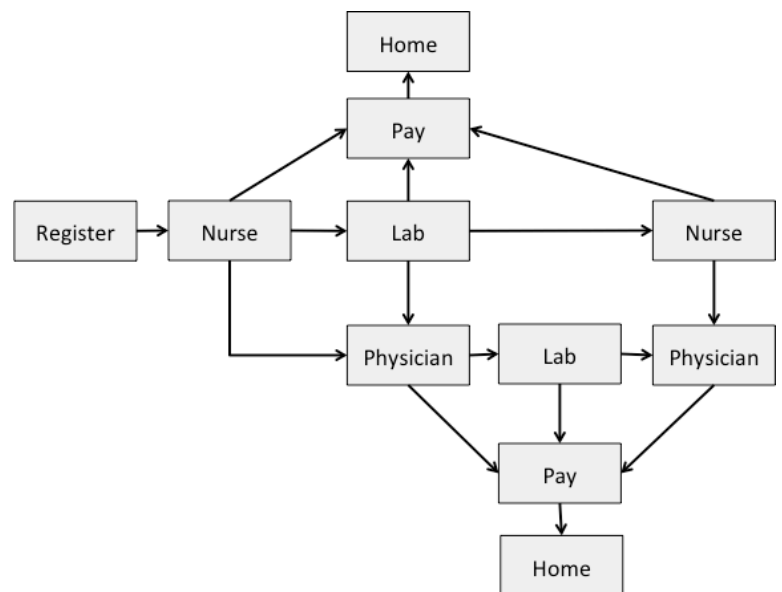 Home
Pay
Register
Nurse
Lab
Nurse
Physician
Lab
Physician
Pay
Home